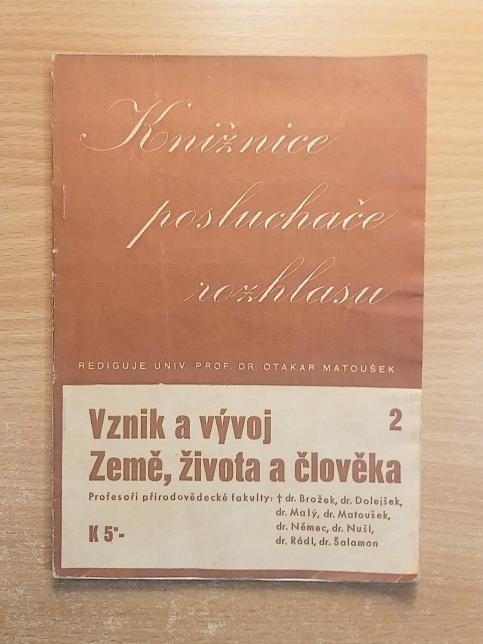 Knižnice
posluchače
rozhlasu
REDIGUJE UNIV. PROF. DR. OTAKAR MATOUŠEK
Vznik a vývoj 2
Země, života a člověka
Profesoři přírodovědecké fakulty: † dr. Brožek, dr. Dolejšek,
dr. Malý, dr. Matoušek,
dr. Němec, dr. Nušl,
dr. Rádl, dr. Šalamon
K 5·-